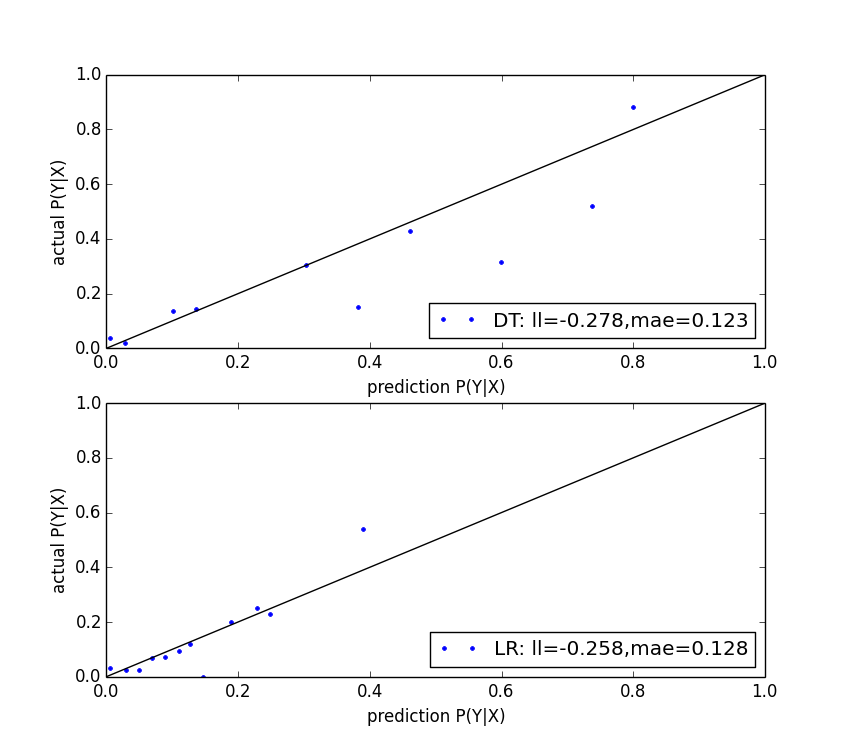 1.0
0.8
0.6
0.4
0.2
0.0
actual P(Y|X)
DT: ll=-0.278,mae=0.123
0.0 0.2 0.4 0.6 0.8 1.0
prediction P(Y|X)
1.0
0.8
0.6
0.4
0.2
0.0
actual P(Y|X)
LR: ll=-0.258,mae=0.128
0.0 0.2 0.4 0.6 0.8 1.0
prediction P(Y|X)